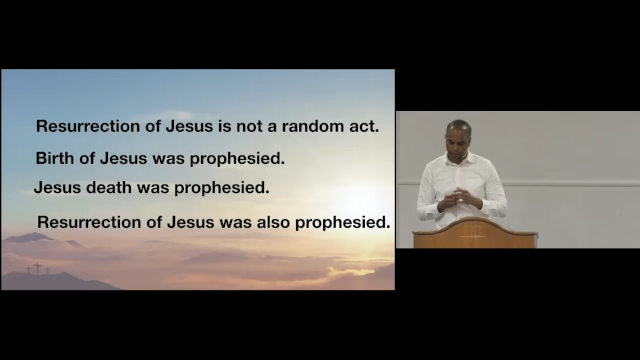 Resurrection of Jesus is not a random act.
Birth of Jesus was prophesied.
Jesus death was prophesied.
Resurrection of Jesus was also prophesied.